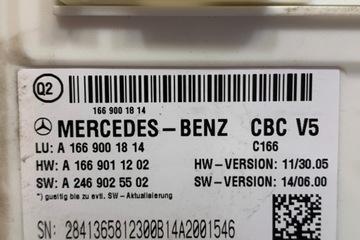 Q2
166 900 18 14
MERCEDES-BENZ CBC V5
LU: A 166 900 18 14 C166
HW: A 166 901 12 02 HW-VERSION: 11/30.05
SW: A 246 902 55 02 SW-VERSION: 14/06.00
*) gueltig bis zu evtl. SW-Aktualisierung
SN: 2841365812300B14A2001546